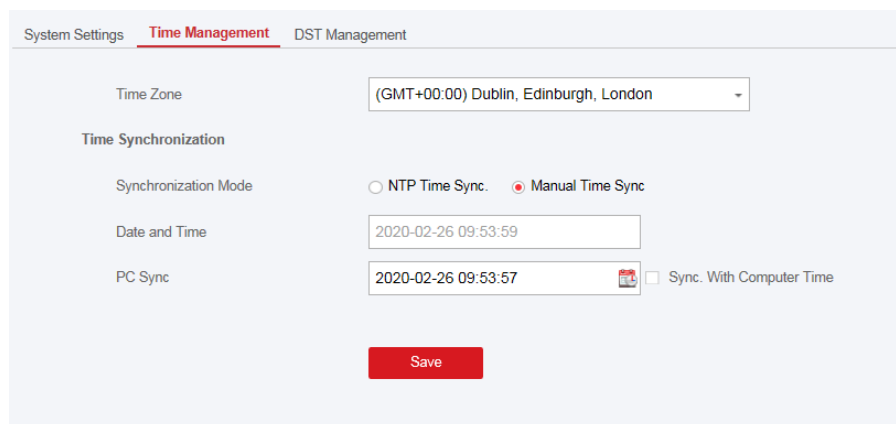 System Settings Time Management DST Management
Time Zone (GMT+00:00) Dublin, Edinburgh, London
Time Synchronization
Synchronization Mode NTP Time Sync. Manual Time Sync
Date and Time 2020-02-26 09:53:59
PC Sync 2020-02-26 09:53:57 Sync. With Computer Time
Save